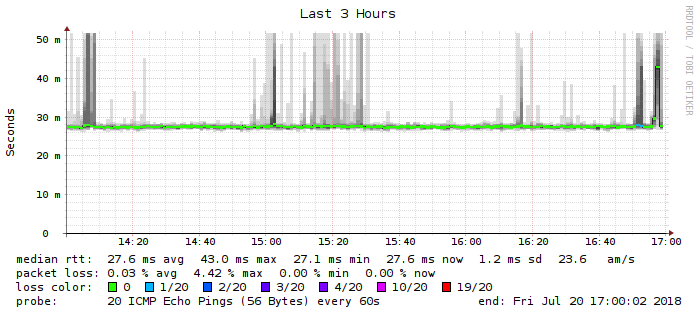 Last 3 Hours
RRDTOOL / TOBI OETIKER
Seconds
50 m
40 m
30 m
20 m
10 m
0
14:20 14:40 15:00 15:20 15:40 16:00 16:20 16:40 17:00
median rtt: 27.6 ms avg 43.0 ms max 27.1 ms min 27.6 ms now 1.2 ms sd 23.6 am/s
packet loss: 0.03 % avg 4.42 % max 0.00 % min 0.00 % now
loss color: 0 1/20 2/20 3/20 4/20 10/20 19/20
probe: 20 ICMP Echo Pings (56 Bytes) every 60s end: Fri Jul 20 17:00:02 2018